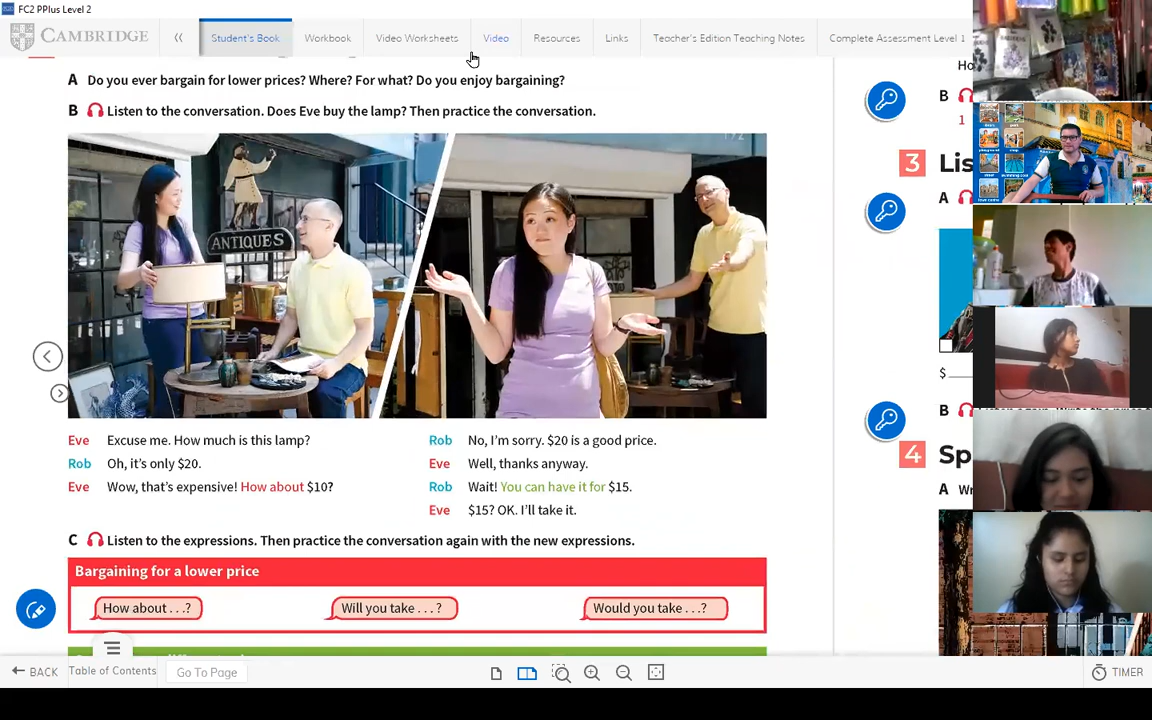 FC2 PPlus Level 2
CAMBRIDGE
Student's Book
Workbook
Video Worksheets
Video
Resources
Links
Teacher's Edition Teaching Notes
Complete Assessment Level 1
A Do you ever bargain for lower prices? Where? For what? Do you enjoy bargaining?
B Listen to the conversation. Does Eve buy the lamp? Then practice the conversation.
ANTIQUES
Eve Excuse me. How much is this lamp?
Rob Oh, it's only $20.
Eve Wow, that's expensive! How about $10?
Rob No, I'm sorry. $20 is a good price.
Eve Well, thanks anyway.
Rob Wait! You can have it for $15.
Eve $15? OK. I'll take it.
C Listen to the expressions. Then practice the conversation again with the new expressions.
Bargaining for a lower price
How about . . .?
Will you take . . . ?
Would you take . . .?
Ho
B
1
3 Lis
A
$
B
4 Sp
A Wr
BACK
Table of Contents
Go To Page
TIMER